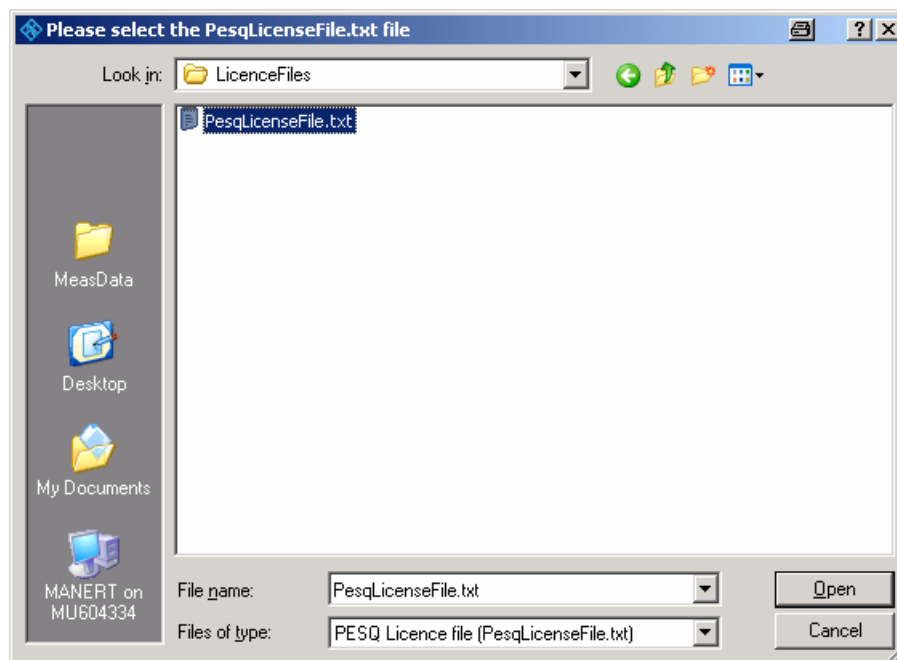 Please select the PesqLicenseFile.txt file
Look in: LicenceFiles
PesqLicenseFile.txt
MeasData
Desktop
My Documents
MANERT on
MU604334
File name: PesqLicenseFile.txt
Open
Files of type: PESQ Licence file (PesqLicenseFile.txt)
Cancel